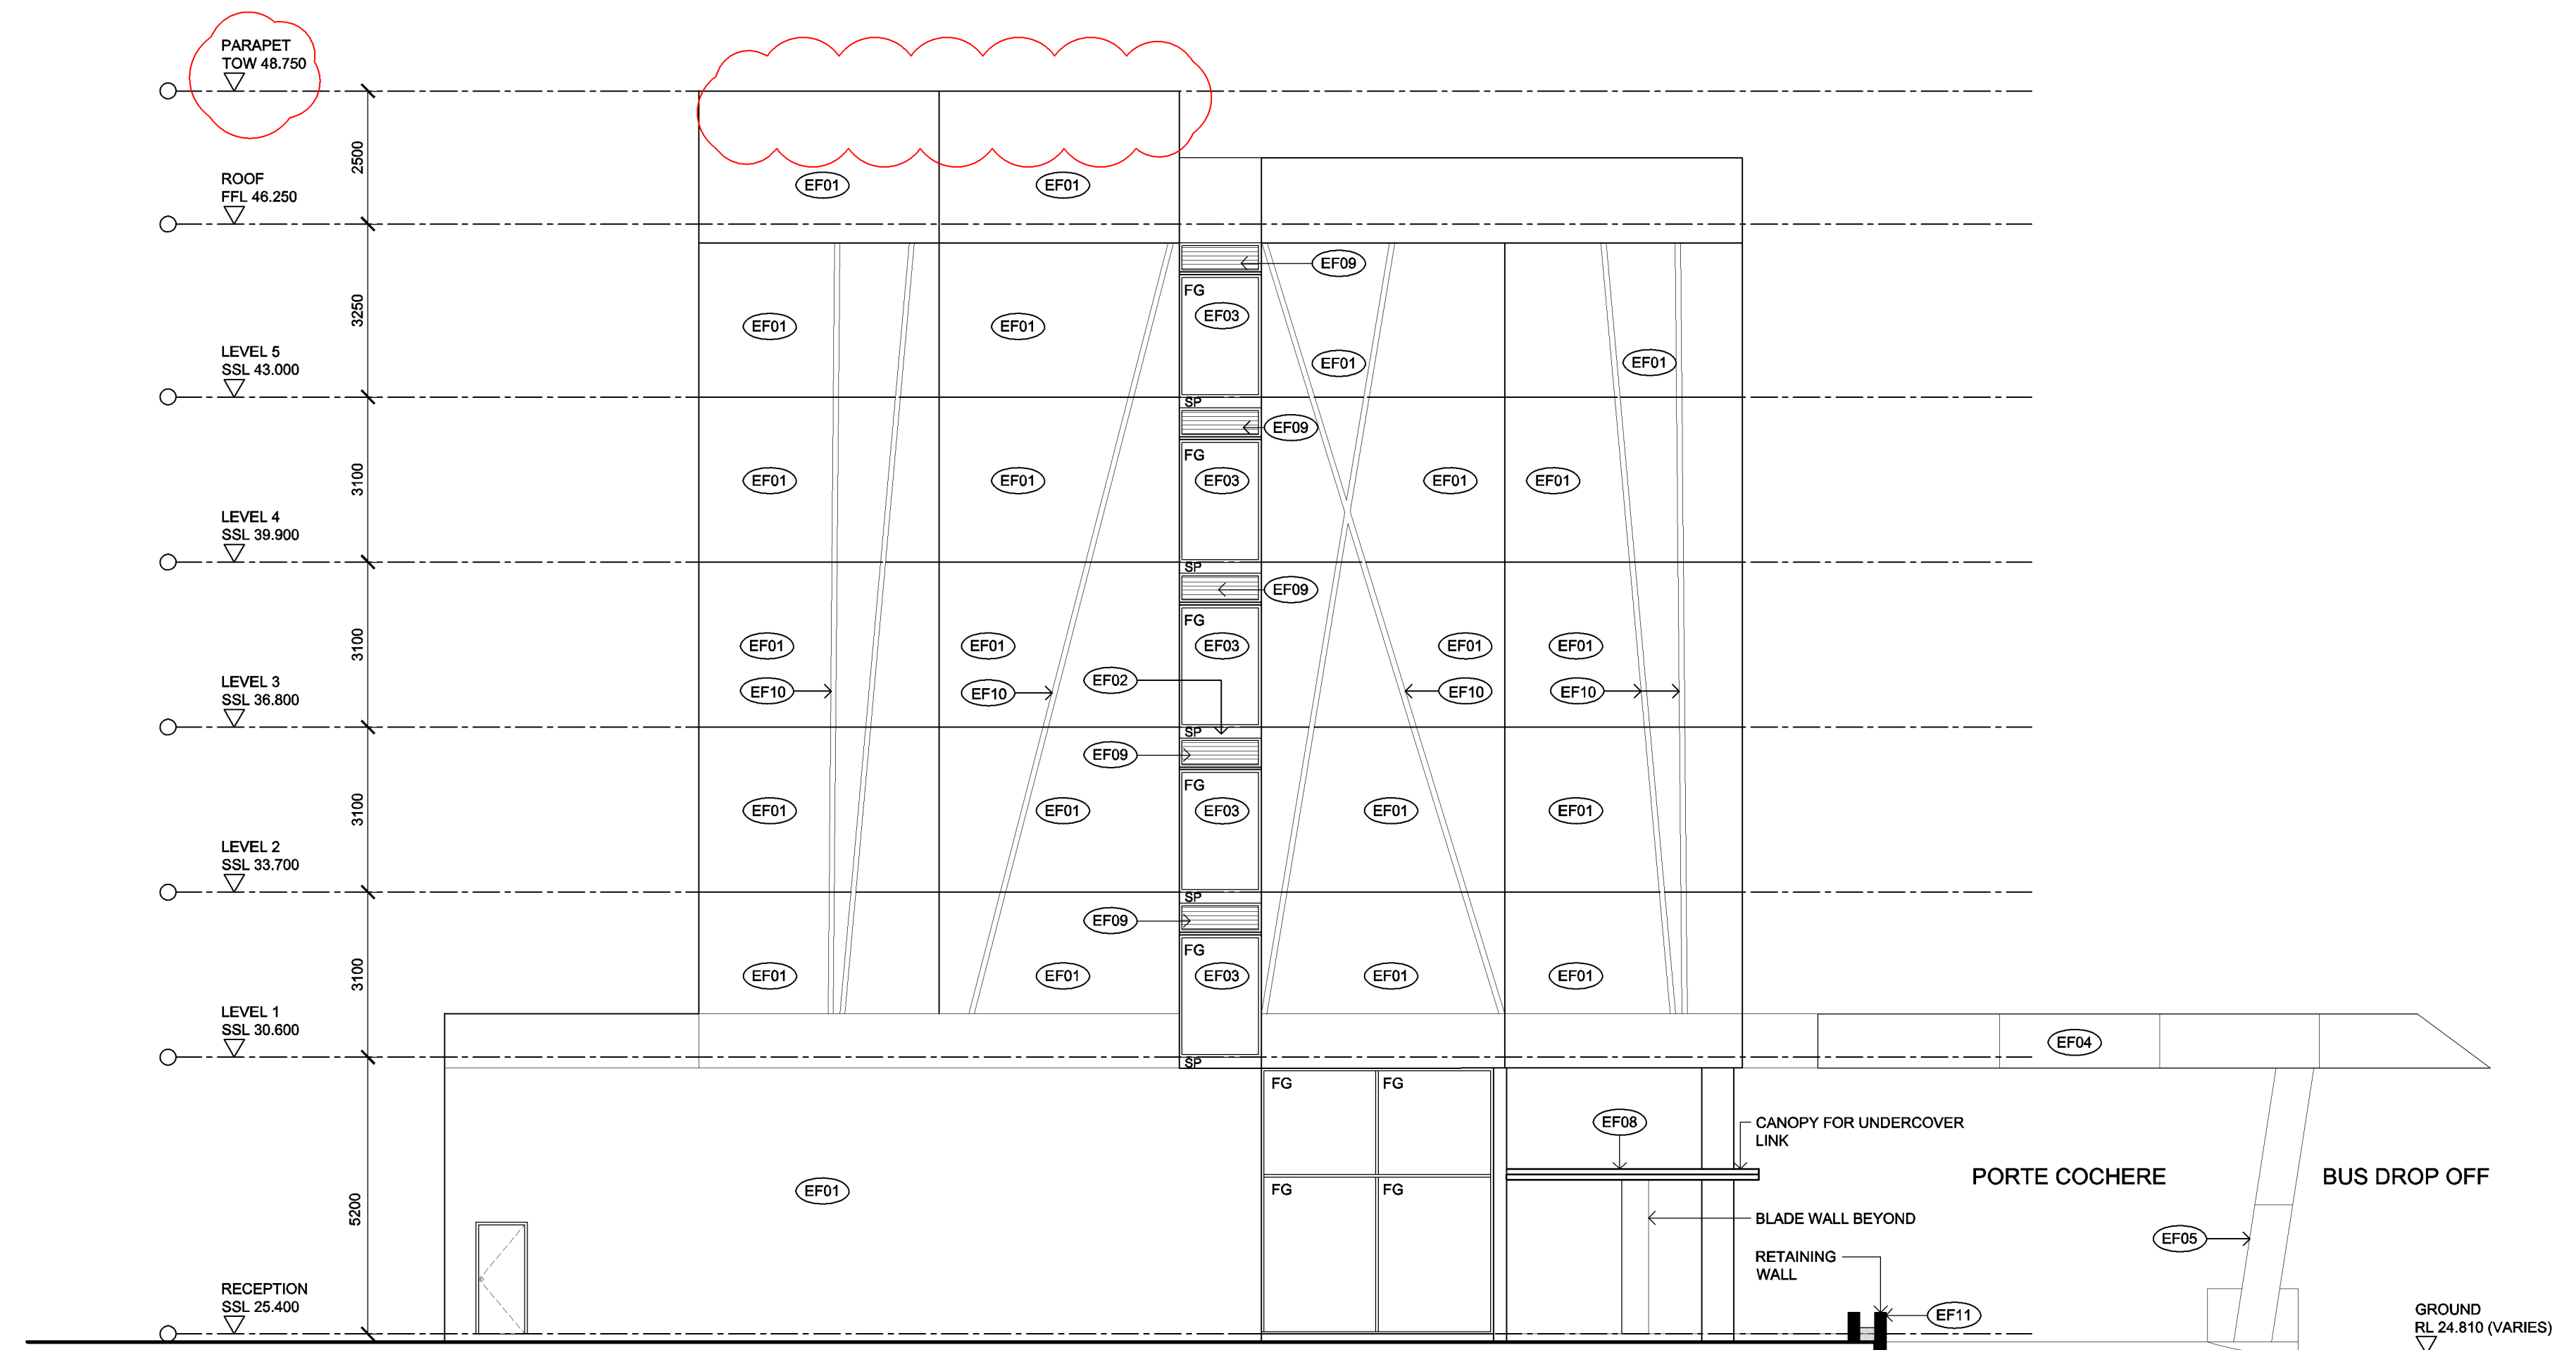 PARAPET
TOW 48.750
2500
ROOF
FFL 46.250
EF01 EF01
EF09
3250
FG
EF03
EF01 EF01
LEVEL 5
SSL 43.000
EF01 EF01
SP
EF09
3100
FG
EF01 EF01 EF03 EF01 EF01
LEVEL 4
SSL 39.900
SP
EF09
3100
FG
EF01 EF01 EF03 EF01 EF01
LEVEL 3
SSL 36.800
EF02
EF10 EF10 EF10 EF10
SP
EF09
3100
FG
EF01 EF01 EF03 EF01 EF01
LEVEL 2
SSL 33.700
SP
EF09
3100
FG
EF01 EF01 EF03 EF01 EF01
LEVEL 1
SSL 30.600
EF04
SP
FG FG
EF08
CANOPY FOR UNDERCOVER
LINK
PORTE COCHERE
BUS DROP OFF
5200
EF01
FG FG
BLADE WALL BEYOND
EF05
RETAINING
WALL
RECEPTION
SSL 25.400
EF11
GROUND
RL 24.810 (VARIES)